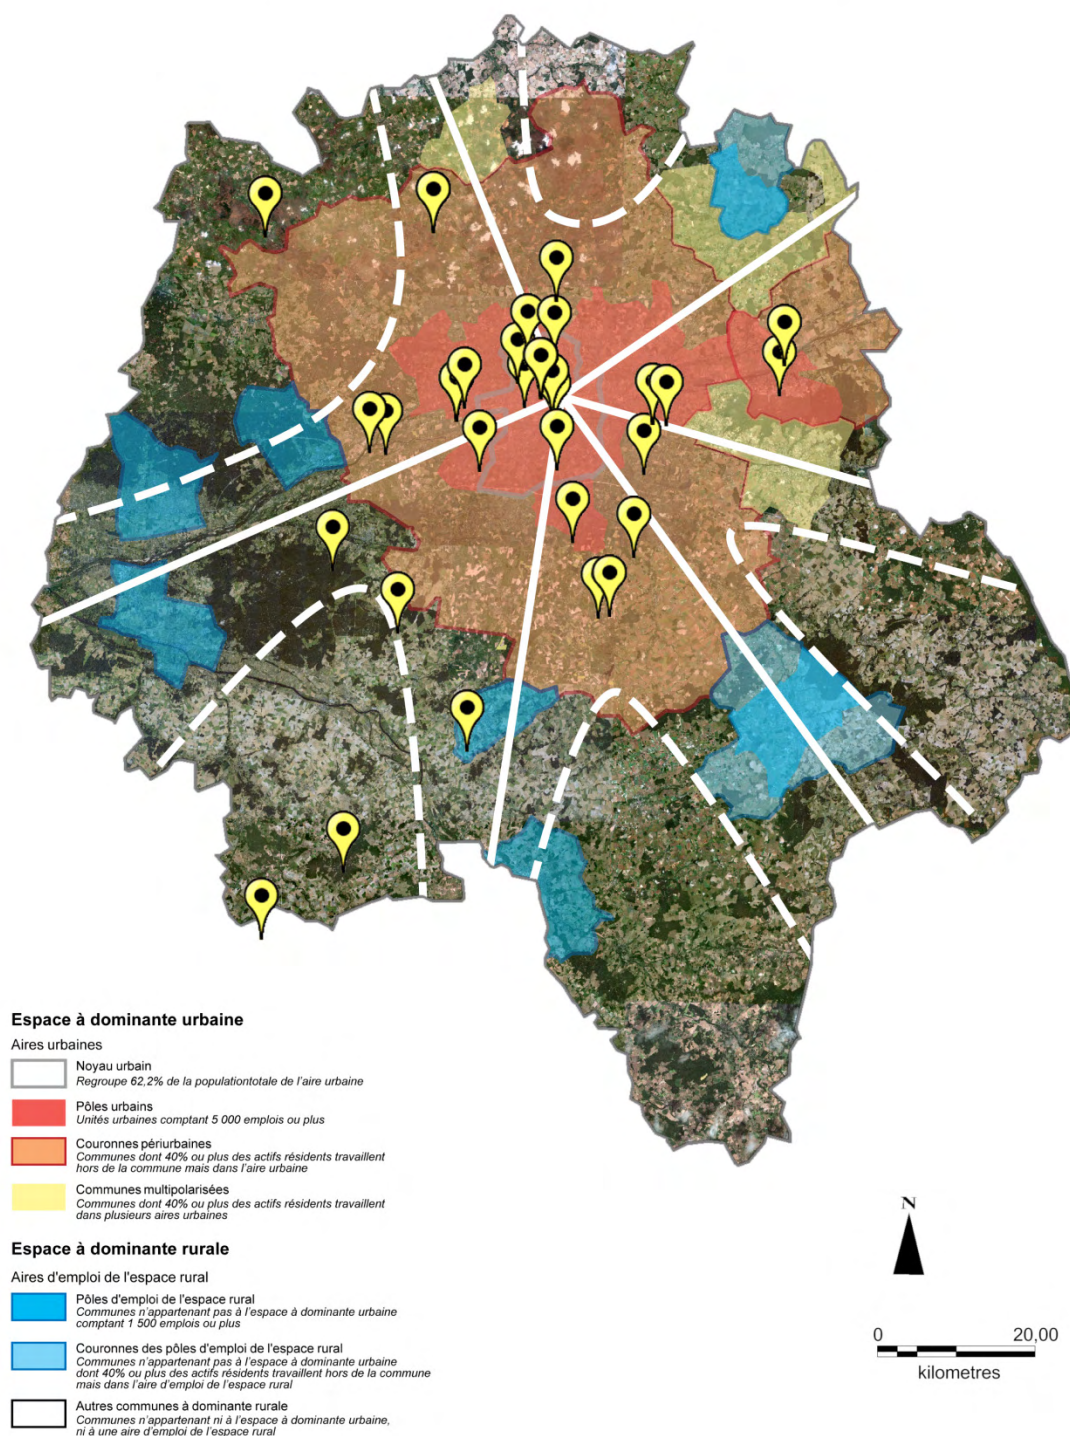 Espace à dominante urbaine
Aires urbaines
Noyau urbain
Regroupe 62,2% de la populationtotale de l'aire urbaine
Pôles urbains
Unités urbaines comptant 5 000 emplois ou plus
Couronnes périurbaines
Communes dont 40% ou plus des actifs résidents travaillent
hors de la commune mais dans l'aire urbaine
Communes multipolarisées
Communes dont 40% ou plus des actifs résidents travaillent
dans plusieurs aires urbaines
Espace à dominante rurale
Aires d'emploi de l'espace rural
Pôles d'emploi de l'espace rural
Communes n'appartenant pas à l'espace à dominante urbaine
comptant 1 500 emplois ou plus
Couronnes des pôles d'emploi de l'espace rural
Communes n'appartenant pas à l'espace à dominante urbaine
dont 40% ou plus des actifs résidents travaillent hors de la commune
mais dans l'aire d'emploi de l'espace rural
Autres communes à dominante rurale
Communes n'appartenant ni à l'espace à dominante urbaine,
ni à une aire d'emploi de l'espace rural
N
0 20,00
kilometres